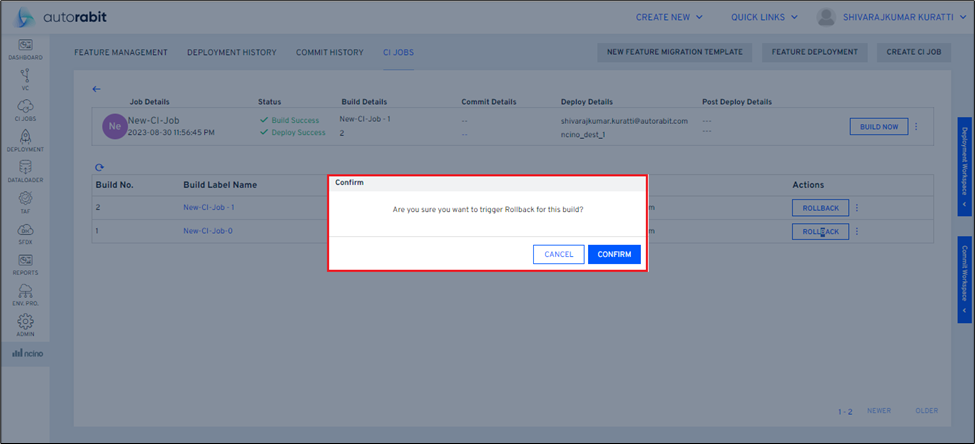 autorabit
CREATE NEW
QUICK LINKS
SHIVARAJKUMAR KURATTI
DASHBOARD
VC
CI JOBS
DEPLOYMENT
DATALOADER
TAF
SFDX
REPORTS
ENV. PRO.
ADMIN
ncino
FEATURE MANAGEMENT
DEPLOYMENT HISTORY
COMMIT HISTORY
CI JOBS
NEW FEATURE MIGRATION TEMPLATE
FEATURE DEPLOYMENT
CREATE CI JOB
Job Details
Status
Build Details
Commit Details
Deploy Details
Post Deploy Details
Ne
New-CI-Job
2023-08-30 11:56:45 PM
Build Success
Deploy Success
New-CI-Job - 1
2
--
--
shivarajkumar.kuratti@autorabit.com
ncino_dest_1
---
---
BUILD NOW
Build No.
Build Label Name
Actions
2
New-CI-Job - 1
om
ROLLBACK
1
New-CI-Job-0
om
ROLLBACK
Confirm
Are you sure you want to trigger Rollback for this build?
CANCEL
CONFIRM
Deployment Workspace
Commit Workspace
1 - 2
NEWER
OLDER